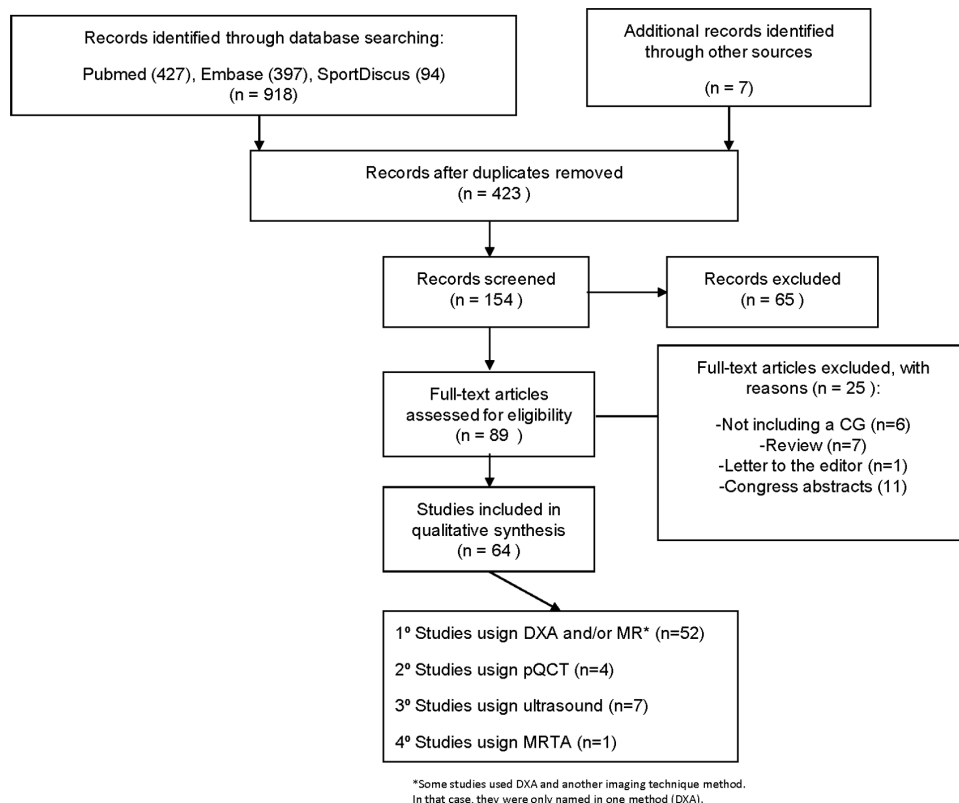 Records identified through database searching:
Pubmed (427), Embase (397), SportDiscus (94)
(n = 918)
Additional records identified
through other sources
(n = 7)
Records after duplicates removed
(n = 423 )
Records screened
(n = 154)
Records excluded
(n = 65)
Full-text articles
assessed for eligibility
(n = 89 )
Full-text articles excluded, with
reasons (n = 25 ):
-Not including a CG (n=6)
-Review (n=7)
-Letter to the editor (n=1)
-Congress abstracts (11)
Studies included in
qualitative synthesis
(n = 64 )
1º Studies usign DXA and/or MR* (n=52)
2º Studies usign pQCT (n=4)
3º Studies usign ultrasound (n=7)
4º Studies usign MRTA (n=1)
*Some studies used DXA and another imaging technique method.
In that case, they were only named in one method (DXA).